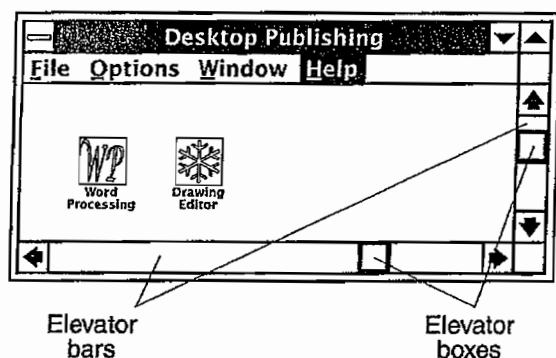 Desktop Publishing
File Options Window Help
WP
Word
Processing
Drawing
Editor
Elevator
bars
Elevator
boxes